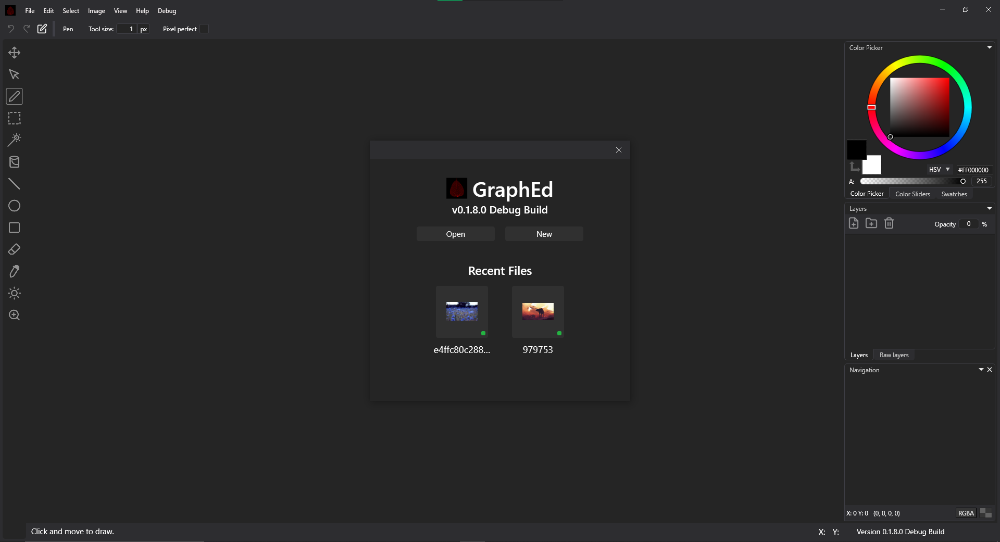 File Edit Select Image View Help Debug
Pen Tool size: 1 px Pixel perfect
Color Picker
HSV #FF000000
A: 255
Color Picker Color Sliders Swatches
Layers
Opacity 0 %
Layers Raw layers
Navigation
X: 0 Y: 0 (0, 0, 0, 0) RGBA
GraphEd
v0.1.8.0 Debug Build
Open New
Recent Files
e4ffc80c288... 979753
Click and move to draw. X: Y: Version 0.1.8.0 Debug Build